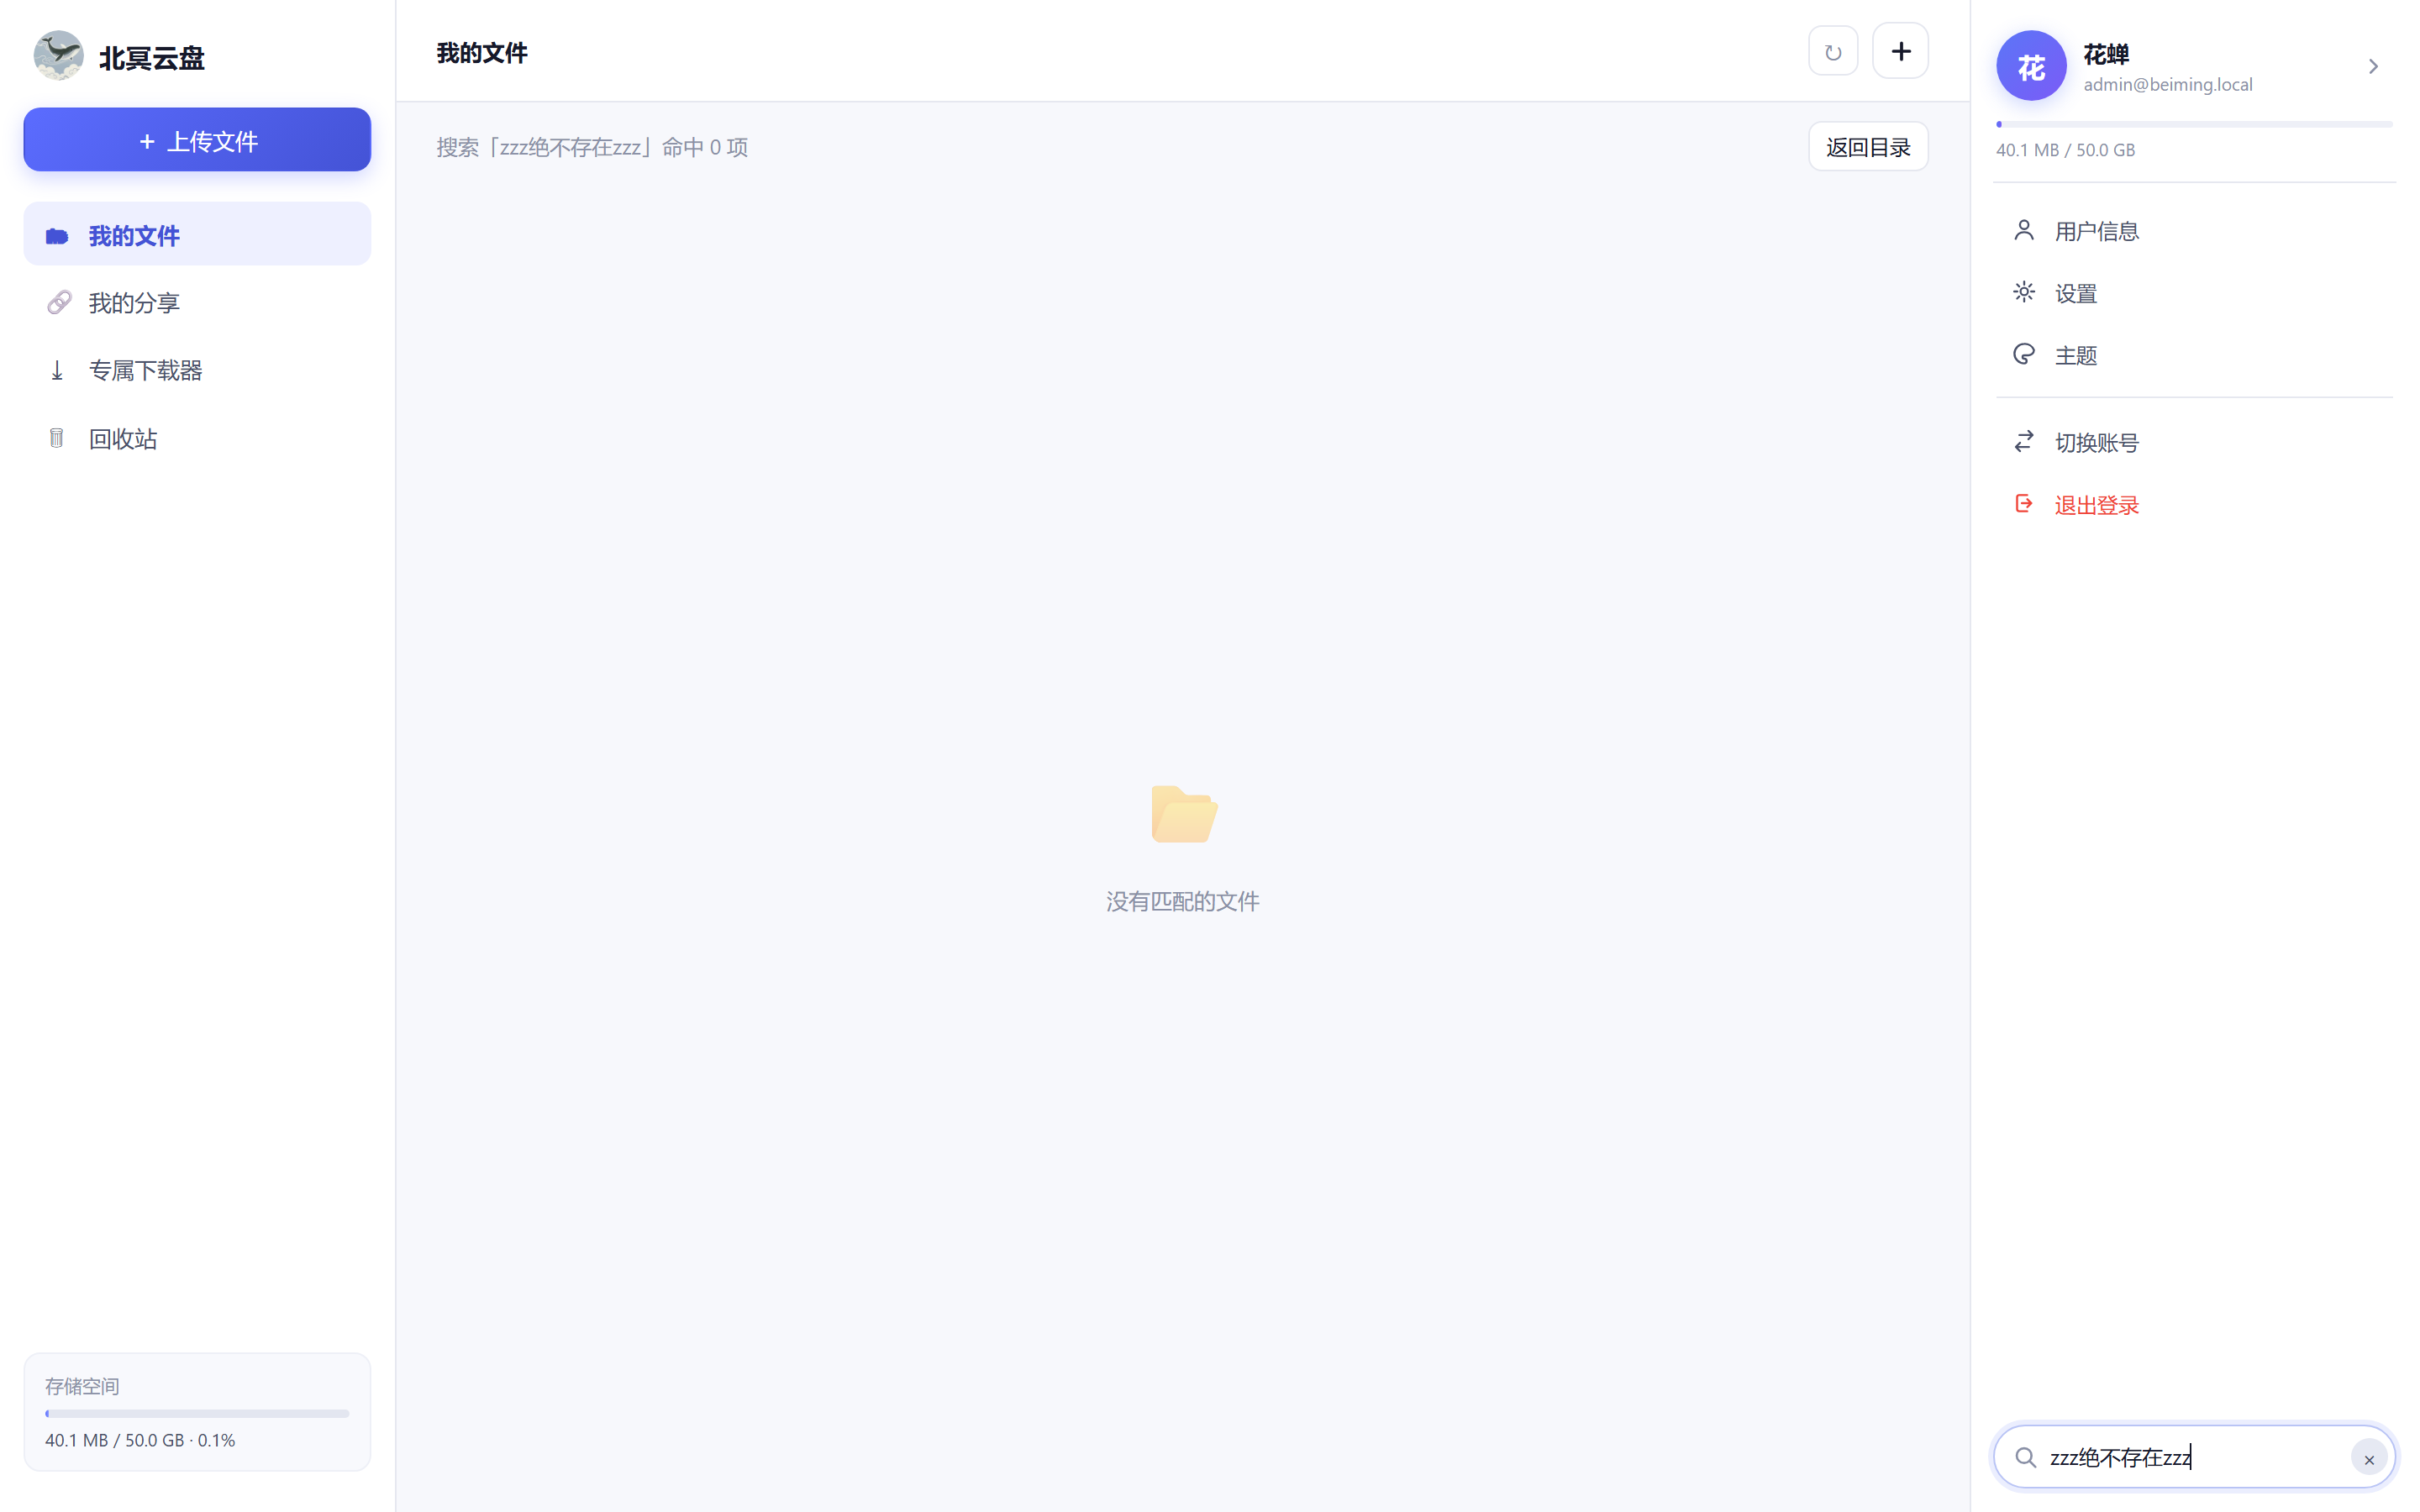 北冥云盘
+ 上传文件
我的文件
我的分享
专属下载器
回收站
存储空间
40.1 MB / 50.0 GB · 0.1%
我的文件
搜索「zzz绝不存在zzz」命中 0 项
返回目录
没有匹配的文件
花
花蝉
admin@beiming.local
40.1 MB / 50.0 GB
用户信息
设置
主题
切换账号
退出登录
zzz绝不存在zzz